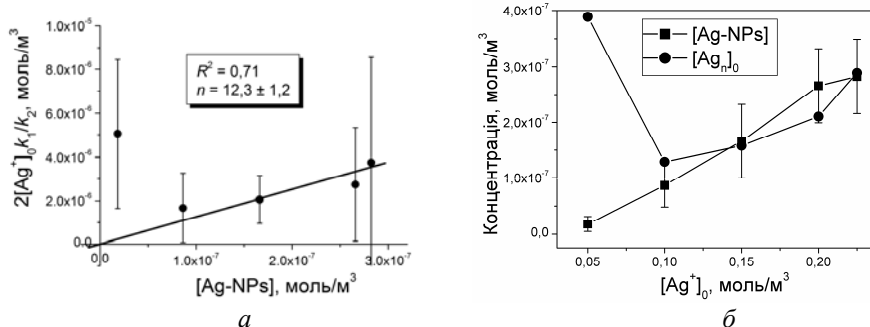 2[Ag⁺]₀k₁/k₂, моль/м³
1.0x10⁻⁵
8.0x10⁻⁶
6.0x10⁻⁶
4.0x10⁻⁶
2.0x10⁻⁶
0.0
R² = 0,71
n = 12,3 ± 1,2
0.0 1.0x10⁻⁷ 2.0x10⁻⁷ 3.0x10⁻⁷
[Ag-NPs], моль/м³
а
Концентрація, моль/м³
4,0x10⁻⁷
3,0x10⁻⁷
2,0x10⁻⁷
1,0x10⁻⁷
0,0
[Ag-NPs]
[Agₙ]₀
0,05 0,10 0,15 0,20
[Ag⁺]₀, моль/м³
б